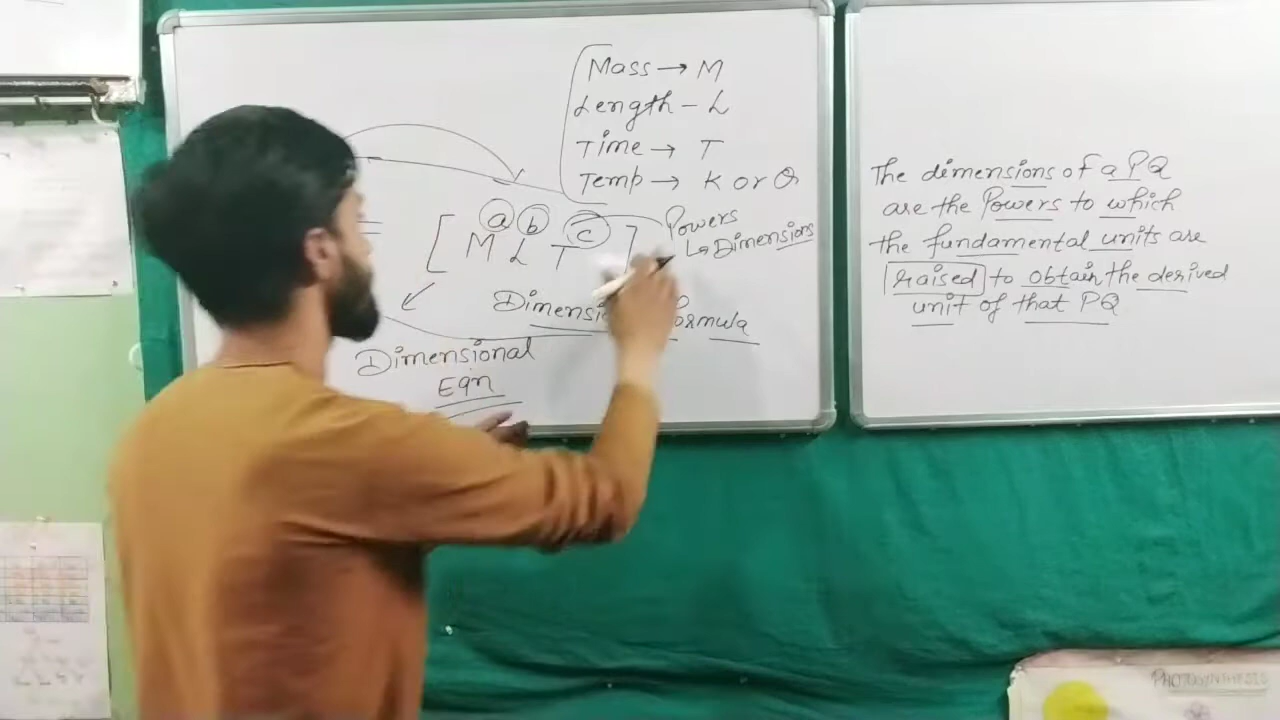 Mass → M
Length – L
Time → T
Temp → K or θ
[ M^a L^b T^c ]
Powers
↳ Dimensions
Formula
Dimensional
Eqn
The dimensions of a PQ
are the Powers to which
the fundamental units are
raised to obtain the derived
unit of that PQ
PHOTOSYNTHESIS